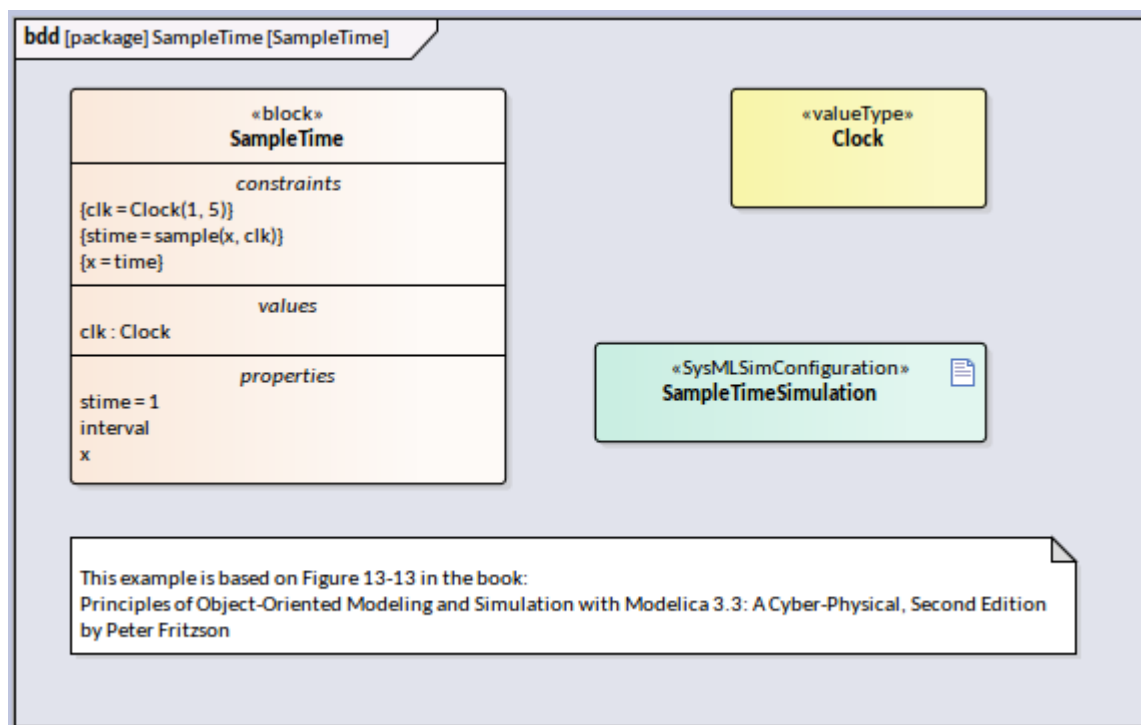 bdd [package] SampleTime [SampleTime]
«block»
SampleTime
constraints
{clk = Clock(1, 5)}
{stime = sample(x, clk)}
{x = time}
values
clk : Clock
properties
stime = 1
interval
x
«valueType»
Clock
«SysMLSimConfiguration»
SampleTimeSimulation
This example is based on Figure 13-13 in the book:
Principles of Object-Oriented Modeling and Simulation with Modelica 3.3: A Cyber-Physical, Second Edition
by Peter Fritzson